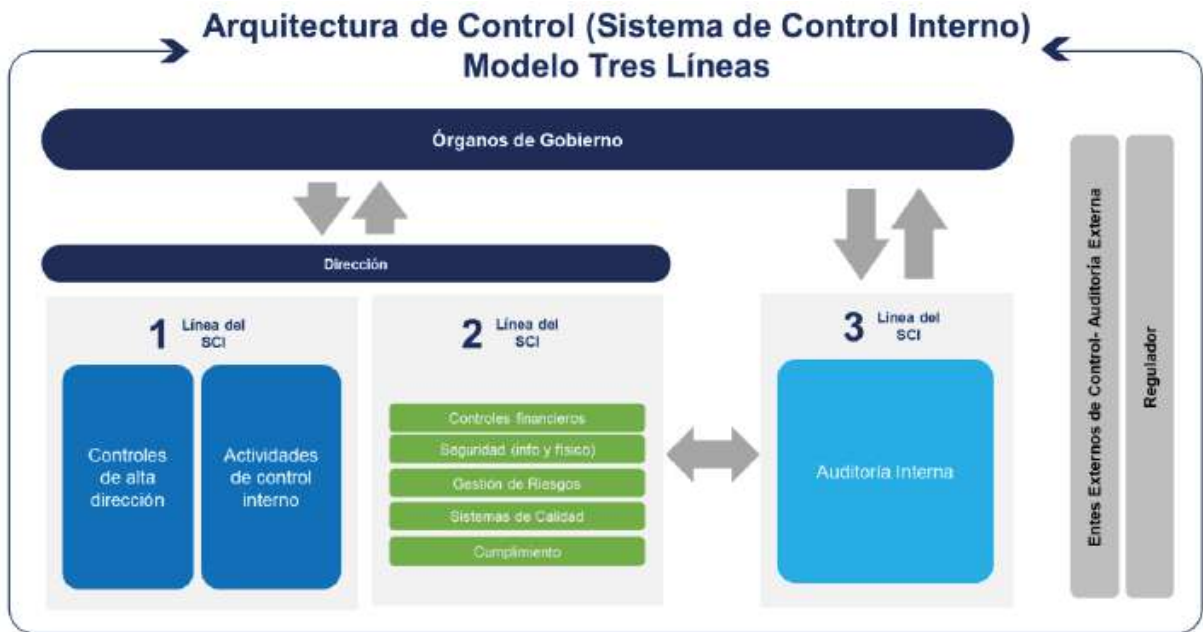 Arquitectura de Control (Sistema de Control Interno)
Modelo Tres Líneas
Órganos de Gobierno
Dirección
1 Línea del
SCI
Controles
de alta
dirección
Actividades
de control
interno
2 Línea del
SCI
Controles financieros
Seguridad (info y físico)
Gestión de Riesgos
Sistemas de Calidad
Cumplimiento
3 Línea del
SCI
Auditoría Interna
Entes Externos de Control- Auditoría Externa
Regulador